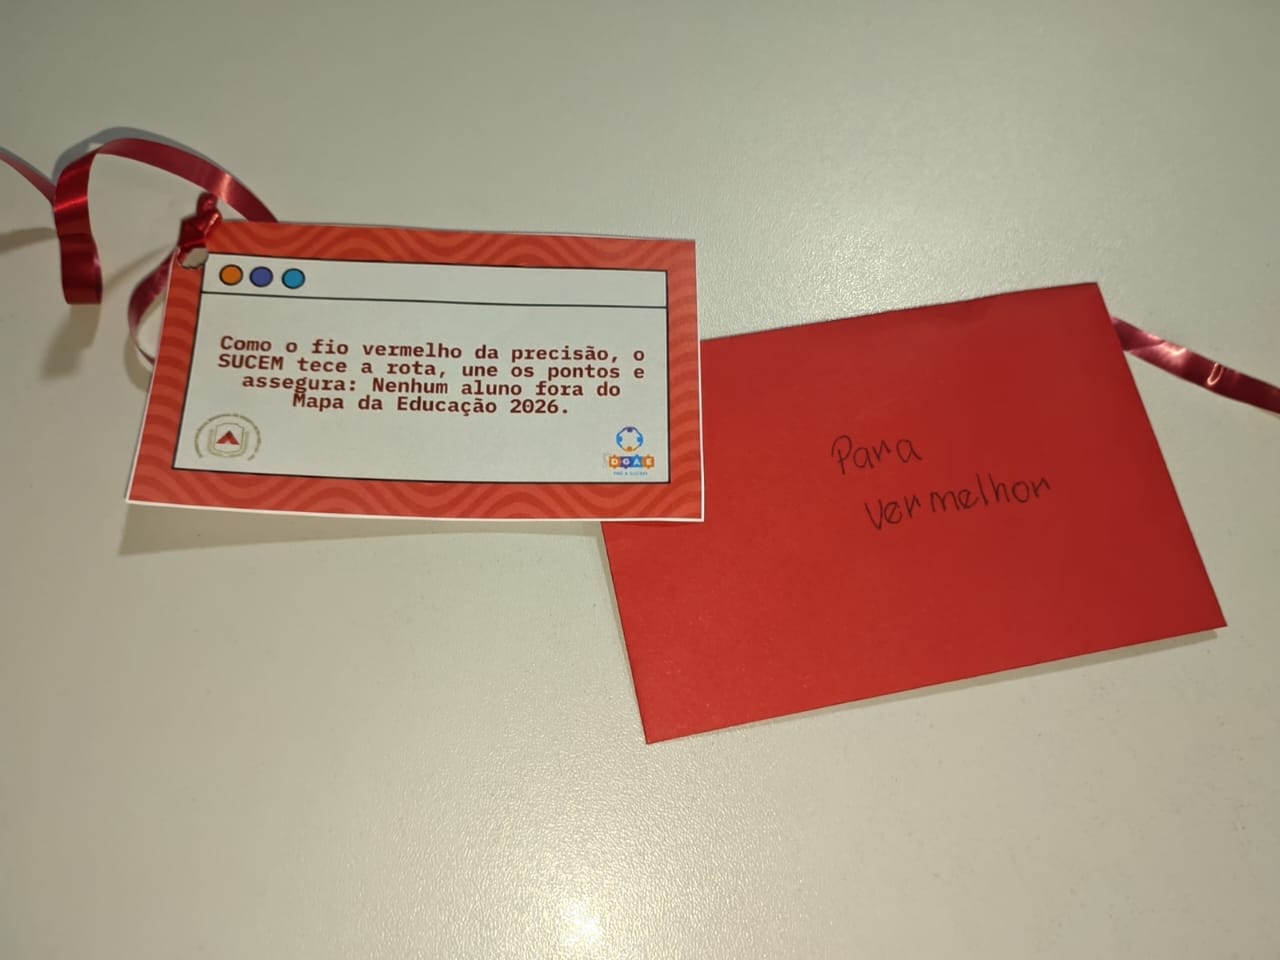 Como o fio vermelho da precisão, o
SUCEM tece a rota, une os pontos e
assegura: Nenhum aluno fora do
Mapa da Educação 2026.
DGAE
Para
vermelhor